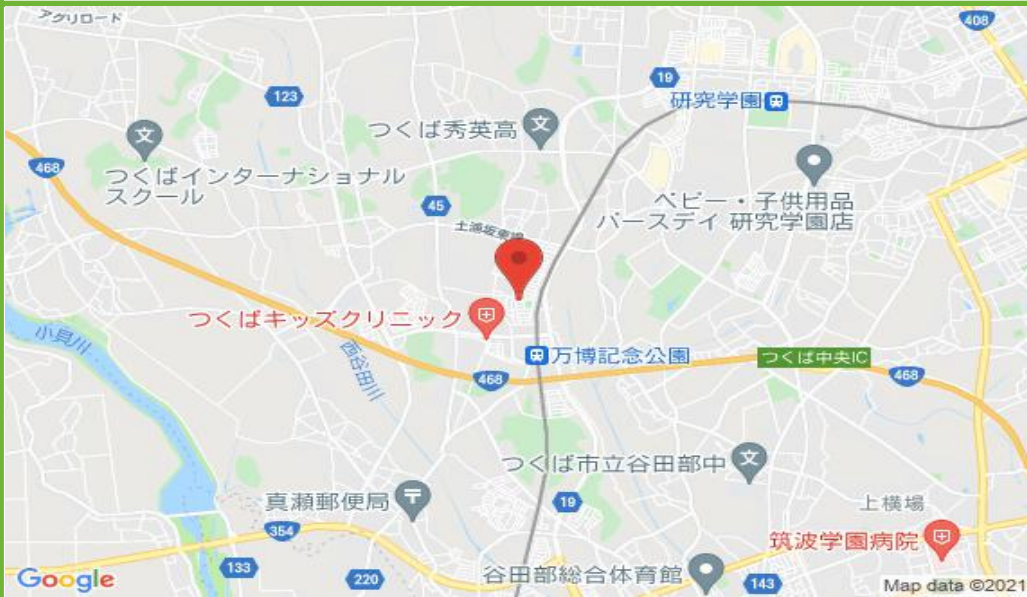 アグリロード
408
19
研究学園
123
つくば秀英高
468
つくばインターナショナル
スクール
45
ベビー・子供用品
バースデイ 研究学園店
土浦坂東線
つくばキッズクリニック
小貝川
西谷田川
万博記念公園
つくば中央IC
468
468
つくば市立谷田部中
真瀬郵便局
19
上横場
354
筑波学園病院
133
220
谷田部総合体育館
143
Google
Map data ©2021